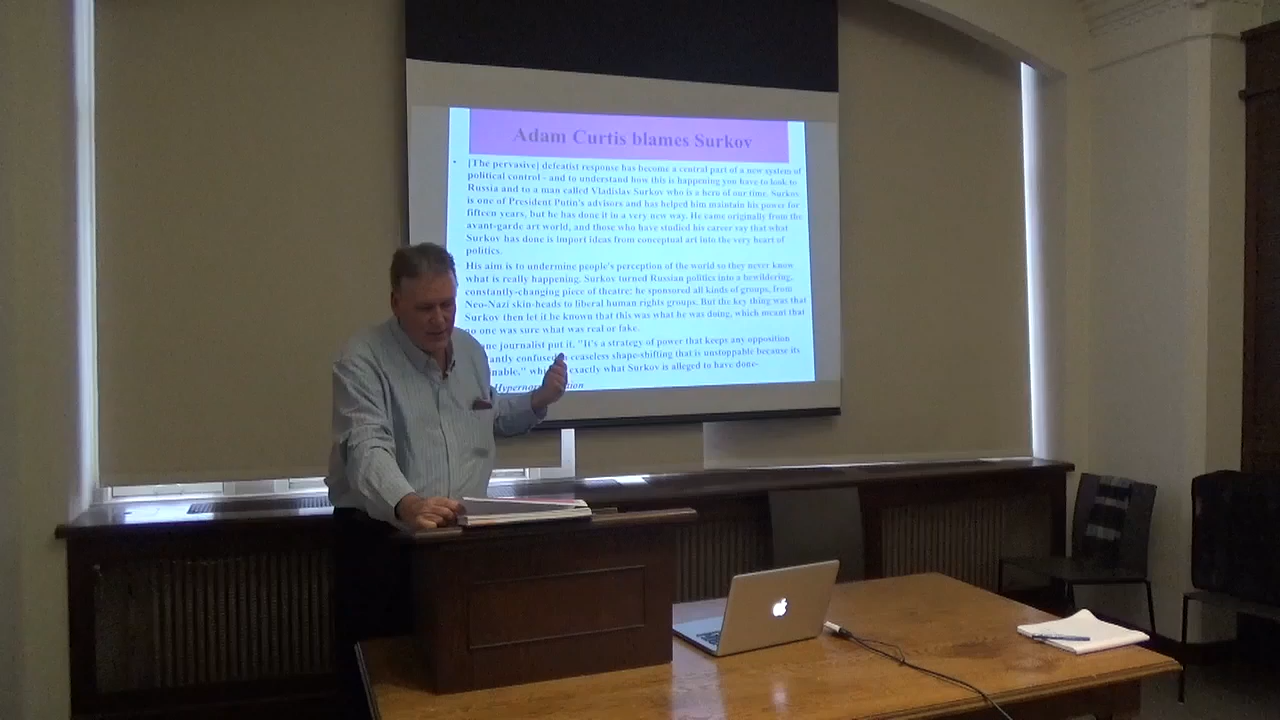 Adam Curtis blames Surkov
• [The pervasive] defeatist response has become a central part of a new system of
political control - and to understand how this is happening you have to look to
Russia and to a man called Vladislas Surkov who is a hero of our time. Surkov
is one of President Putin's advisors and has helped him maintain his power for
fifteen years, but he has done it in a very new way. He came originally from the
avant-garde art world, and those who have studied his career say that what
Surkov has done is import ideas from conceptual art into the very heart of
politics.
His aim is to undermine people's perception of the world so they never know
what is really happening. Surkov turned Russian politics into a bewildering,
constantly-changing piece of theatre: he sponsored all kinds of groups, from
Neo-Nazi skin-heads to liberal human rights groups. But the key thing was that
Surkov then let it be known that this was what he was doing, which meant that
no one was sure what was real or fake.
one journalist put it, "It's a strategy of power that keeps any opposition
confused ceaseless shape-shifting that is unstoppable because its
exactly what Surkov is alleged to have done-